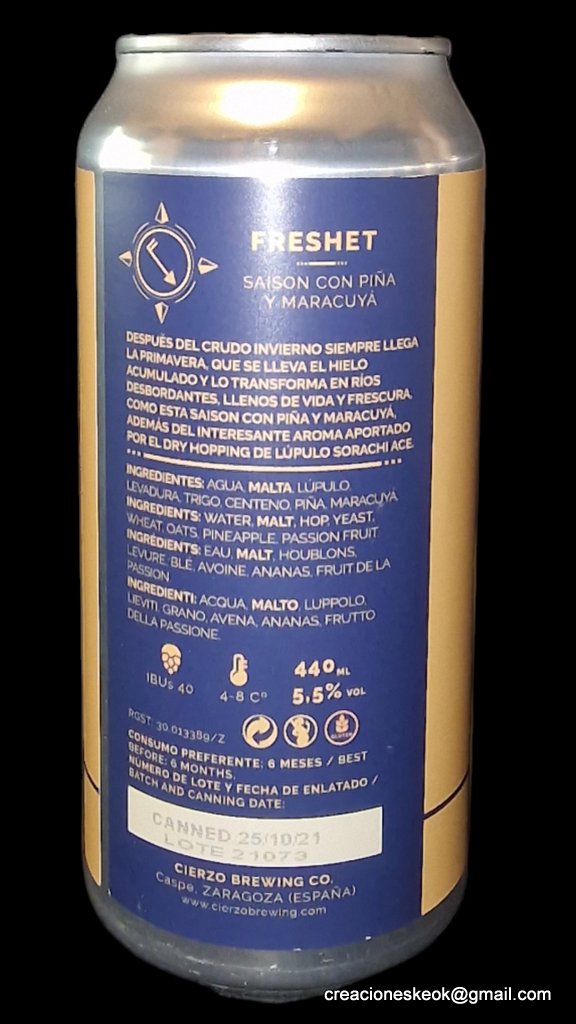 F
FRESHET
SAISON CON PIÑA
Y MARACUYÁ
DESPUÉS DEL CRUDO INVIERNO SIEMPRE LLEGA
LA PRIMAVERA, QUE SE LLEVA EL HIELO
ACUMULADO Y LO TRANSFORMA EN RÍOS
DESBORDANTES, LLENOS DE VIDA Y FRESCURA,
COMO ESTA SAISON CON PIÑA Y MARACUYÁ,
ADEMÁS DEL INTERESANTE AROMA APORTADO
POR EL DRY HOPPING DE LÚPULO SORACHI ACE.
INGREDIENTES: AGUA, MALTA, LÚPULO,
LEVADURA, TRIGO, CENTENO, PIÑA, MARACUYÁ
INGREDIENTS: WATER, MALT, HOP, YEAST,
WHEAT, OATS, PINEAPPLE, PASSION FRUIT
INGRÉDIENTS: EAU, MALT, HOUBLONS,
LEVURE, BLÉ, AVOINE, ANANAS, FRUIT DE LA
PASSION
INGREDIENTI: ACQUA, MALTO, LUPPOLO,
LIEVITI, GRANO, AVENA, ANANAS, FRUTTO
DELLA PASSIONE.
IBUs 40
4-8 Cº
440 ML
5,5% VOL
RGST. 30.013389/Z
GLUTEN
CONSUMO PREFERENTE: 6 MESES / BEST
BEFORE: 6 MONTHS.
NÚMERO DE LOTE Y FECHA DE ENLATADO /
BATCH AND CANNING DATE:
CANNED 25/10/21
LOTE 21073
CIERZO BREWING CO.
Caspe, ZARAGOZA (ESPAÑA)
www.cierzobrewing.com
creacioneskeok@gmail.com